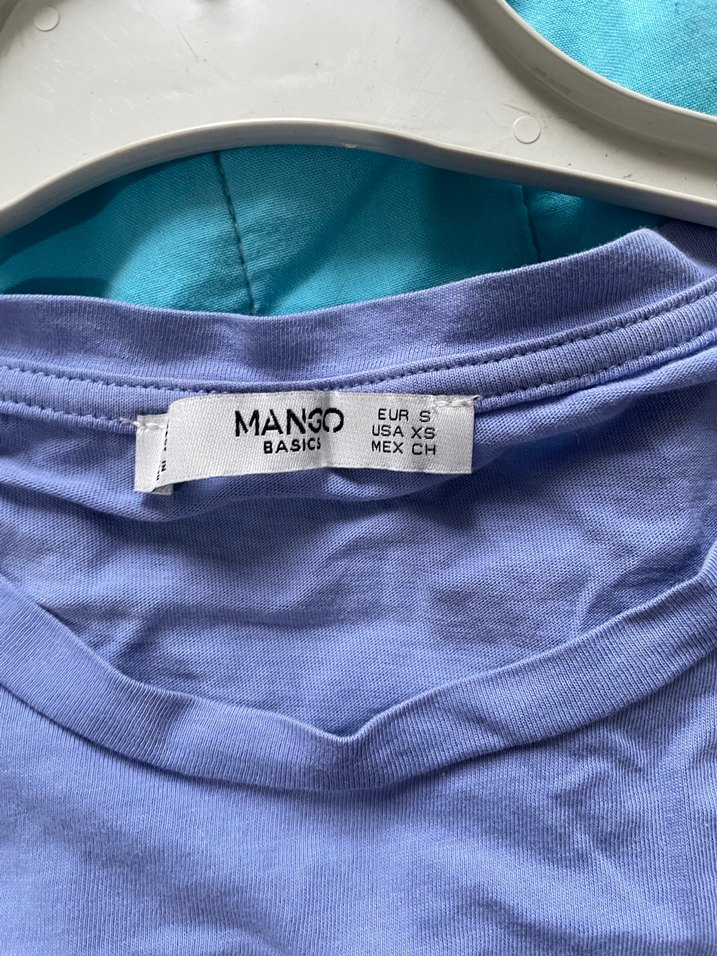 MANGO
BASICS
EUR S
USA XS
MEX CH